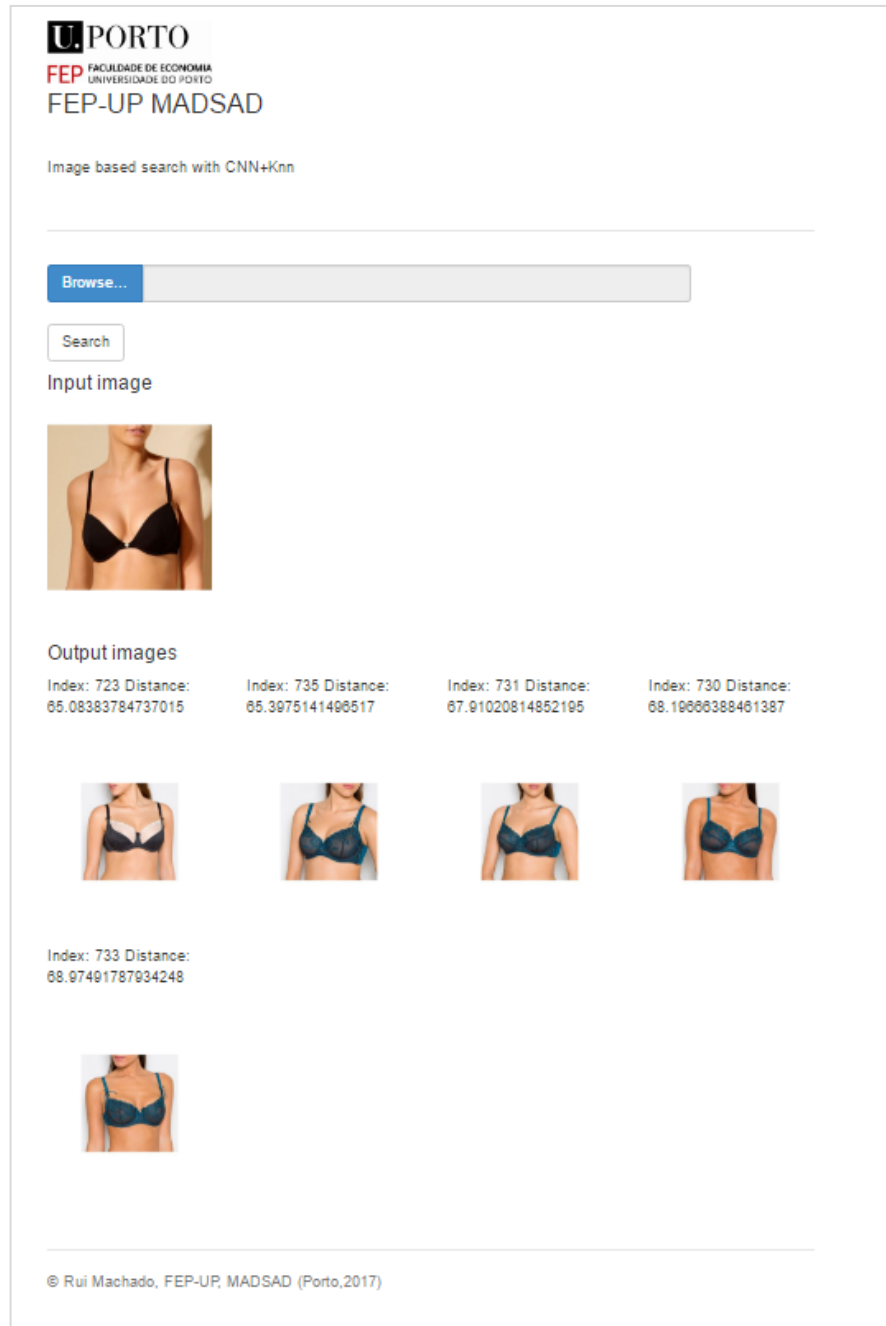 U. PORTO
FEP FACULDADE DE ECONOMIA
UNIVERSIDADE DO PORTO
FEP-UP MADSAD
Image based search with CNN+Knn
Browse...
Search
Input image
Output images
Index: 723 Distance:
65.08383784737015
Index: 735 Distance:
65.3975141496517
Index: 731 Distance:
67.91020814852195
Index: 730 Distance:
68.19666388461387
Index: 733 Distance:
68.97491787934248
© Rui Machado, FEP-UP, MADSAD (Porto,2017)